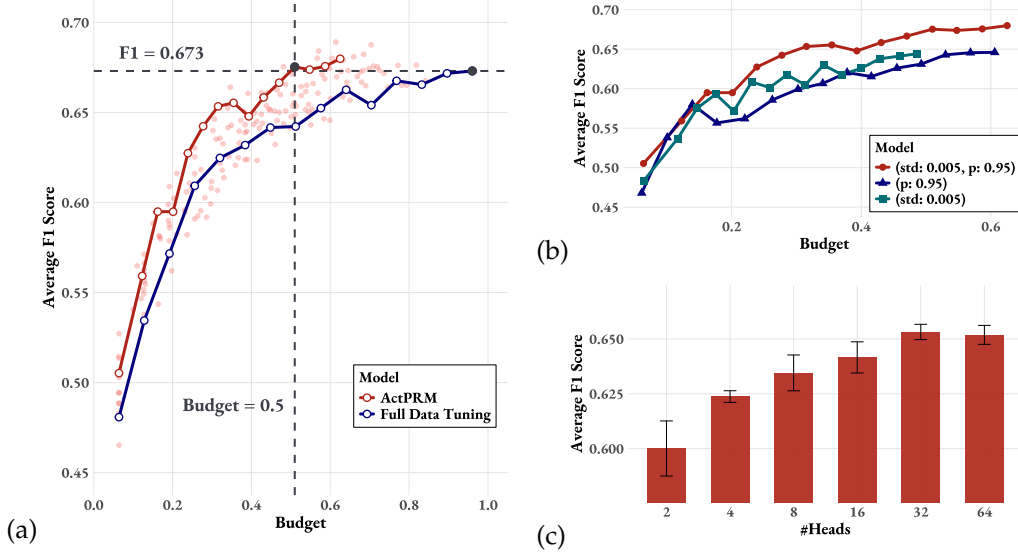 0.70
F1 = 0.673
0.65
0.60
0.55
0.50
0.45
Average F1 Score
Budget = 0.5
Model
ActPRM
Full Data Tuning
0.0
0.2
0.4
0.6
0.8
1.0
Budget
(a)
0.70
0.65
0.60
0.55
0.50
0.45
Average F1 Score
Model
(std: 0.005, p: 0.95)
(p: 0.95)
(std: 0.005)
0.2
0.4
0.6
Budget
(b)
0.650
0.625
0.600
Average F1 Score
2
4
8
16
32
64
#Heads
(c)